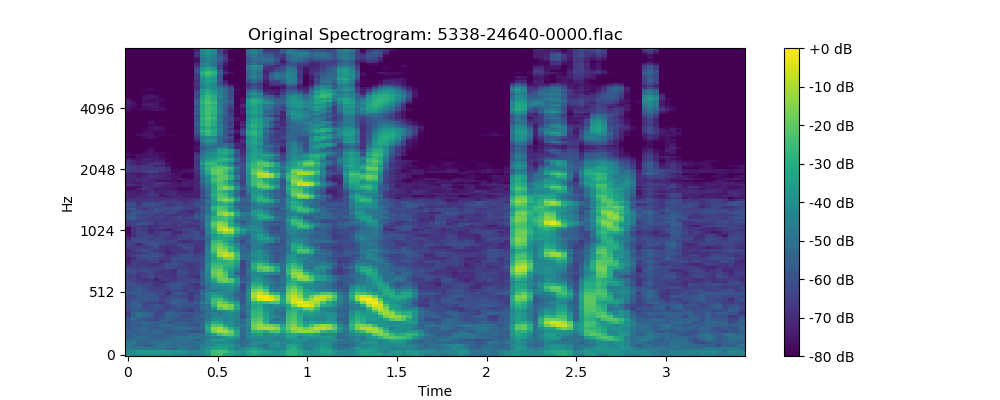 Original Spectrogram: 5338-24640-0000.flac
Hz
4096
2048
1024
512
0
0 0.5 1 1.5 2 2.5 3
Time
+0 dB
-10 dB
-20 dB
-30 dB
-40 dB
-50 dB
-60 dB
-70 dB
-80 dB